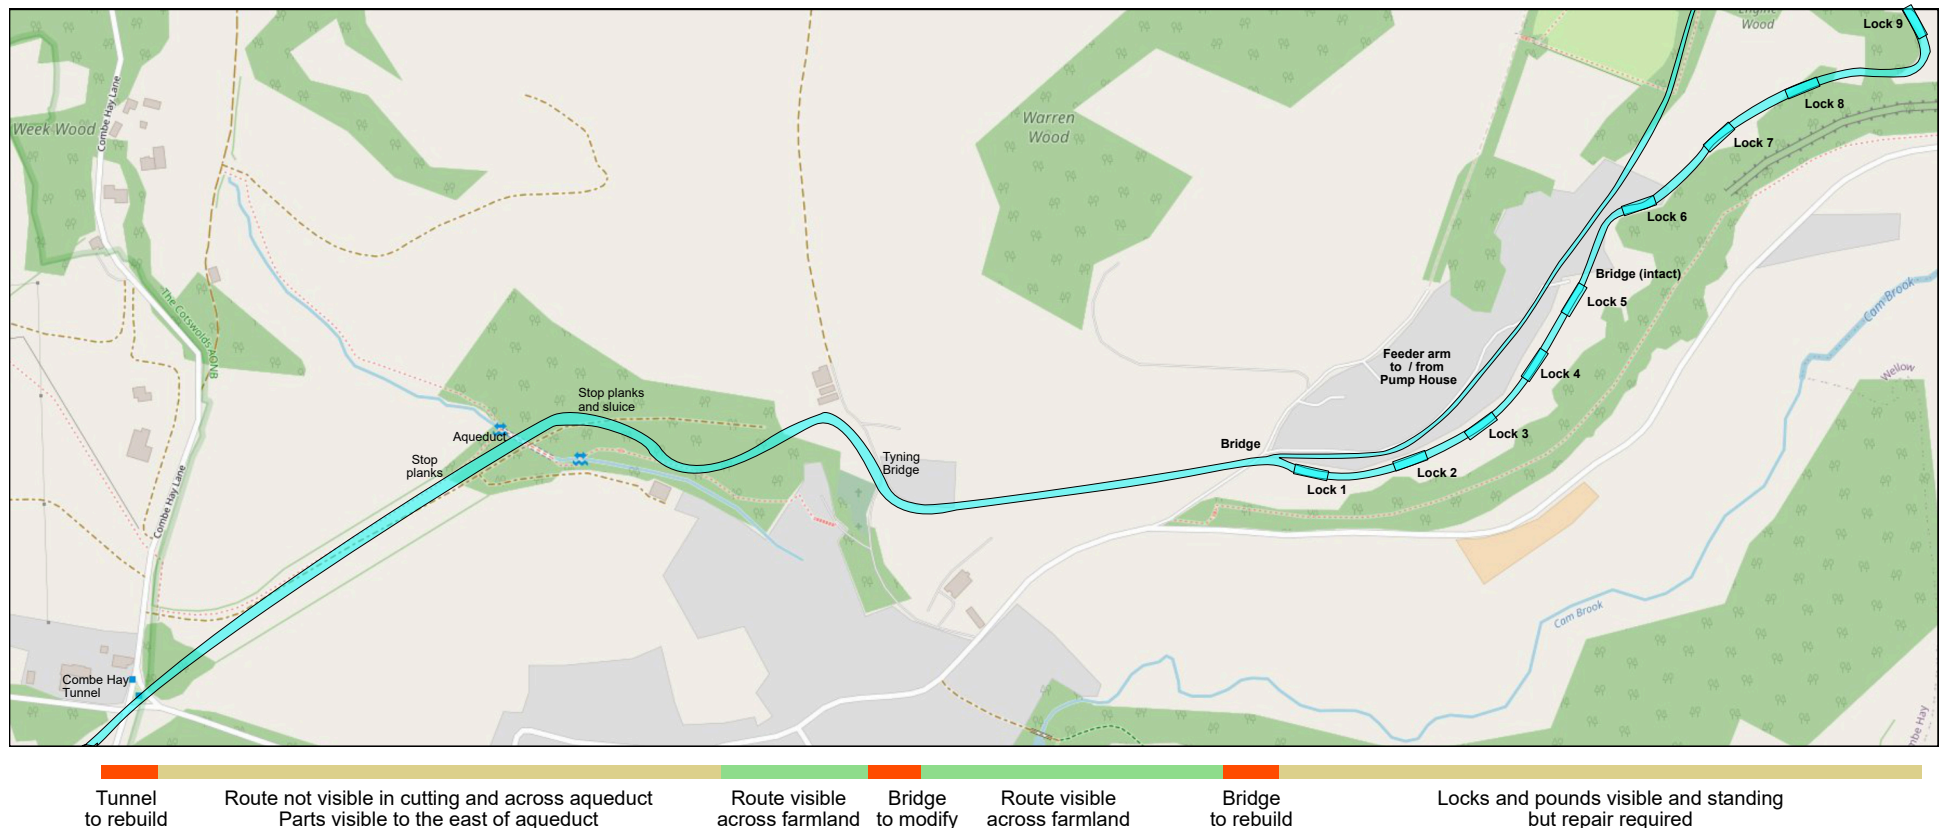 Lock 9
Engine
Wood
Lock 8
Combe Hay Lane
Week Wood
Warren
Wood
Lock 7
Lock 6
Bridge (intact)
Lock 5
Cam Brook
The Cotswolds AONB
Feeder arm
to / from
Pump House
Lock 4
Wellow
Stop planks
and sluice
Aqueduct
Lock 3
Bridge
Stop
planks
Tyning
Bridge
Lock 2
Lock 1
Combe Hay Lane
Cam Brook
Combe Hay
Tunnel
mbe Hay
Tunnel
to rebuild
Route not visible in cutting and across aqueduct
Parts visible to the east of aqueduct
Route visible
across farmland
Bridge
to modify
Route visible
across farmland
Bridge
to rebuild
Locks and pounds visible and standing
but repair required